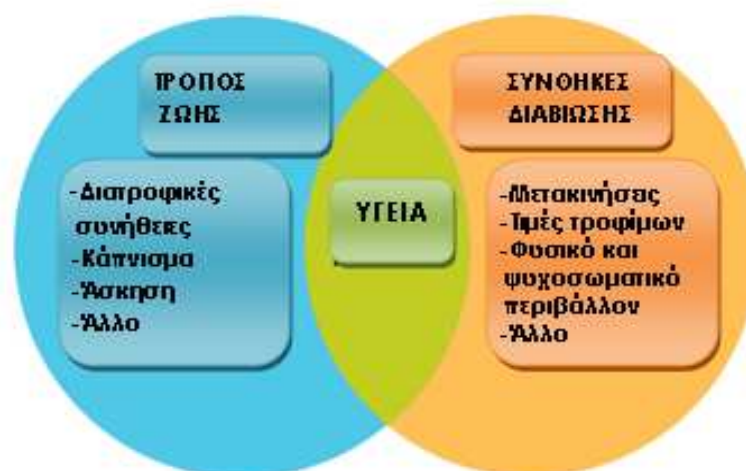 ΤΡΟΠΟΣ
ΖΩΗΣ
-Διατροφικές
συνήθειες
-Κάπνισμα
-Άσκηση
-Άλλο
ΥΓΕΙΑ
ΣΥΝΘΗΚΕΣ
ΔΙΑΒΙΩΣΗΣ
-Μετακινήσεις
-Τιμές τροφίμων
-Φυσικό και
ψυχοσωματικό
περιβάλλον
-Άλλο